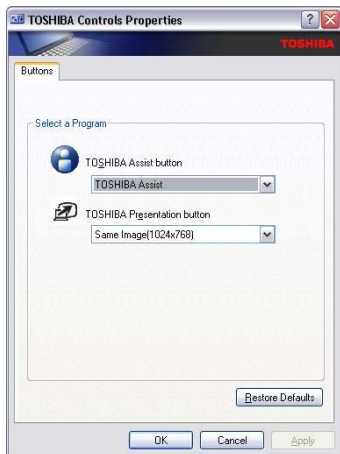 TOSHIBA Controls Properties
TOSHIBA
Buttons
Select a Program
TOSHIBA Assist button
TOSHIBA Assist
TOSHIBA Presentation button
Same Image(1024x768)
Restore Defaults
OK
Cancel
Apply